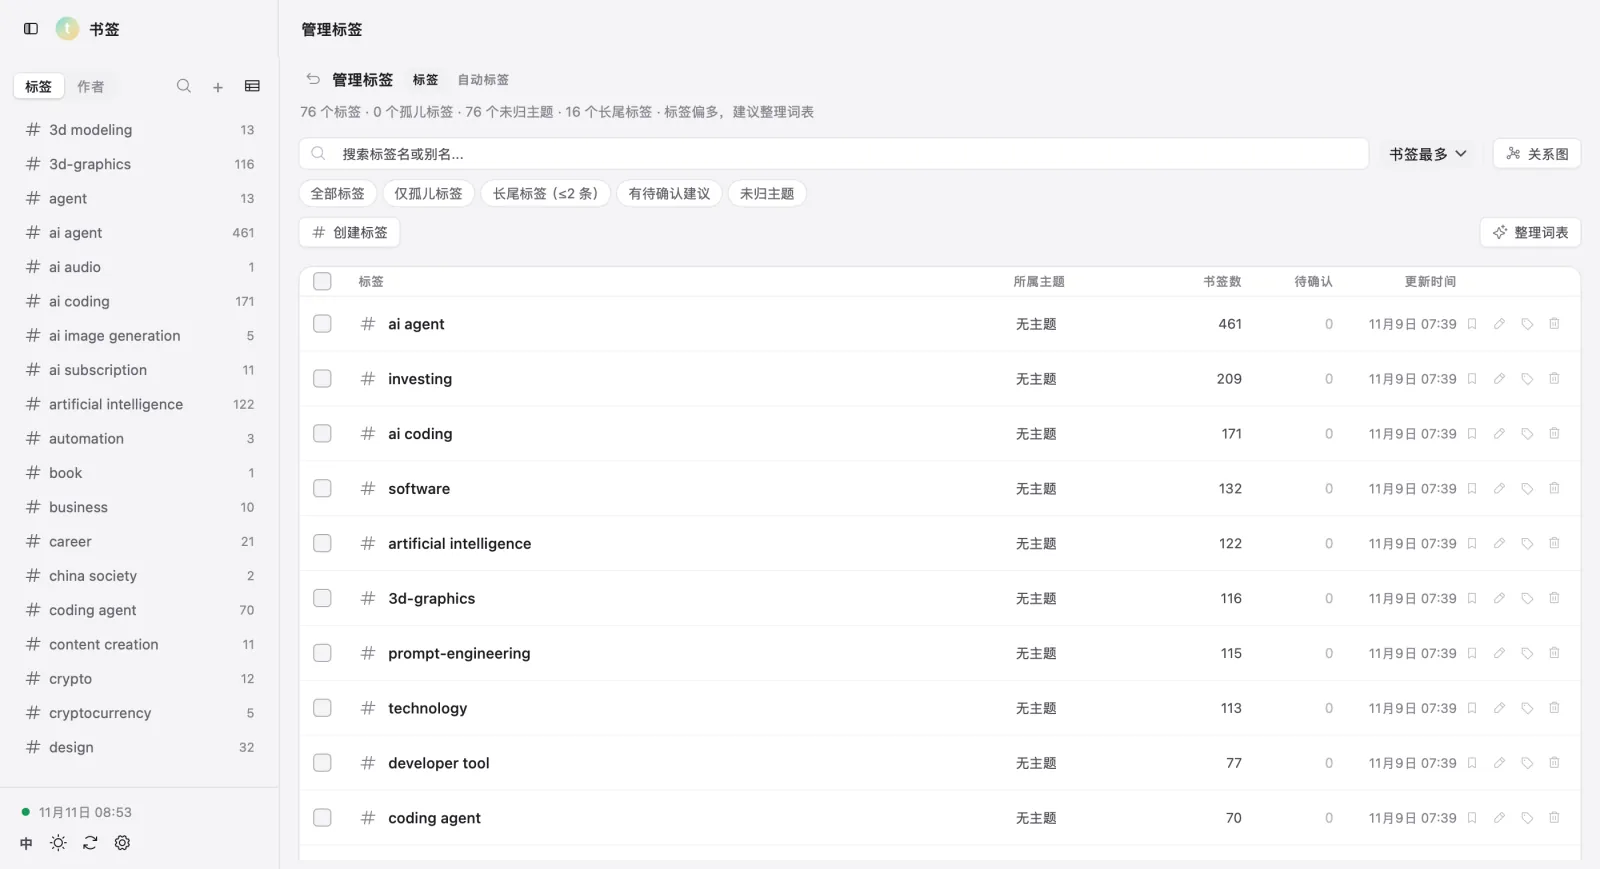 t 书签
标签 作者
3d modeling 13
3d-graphics 116
agent 13
ai agent 461
ai audio 1
ai coding 171
ai image generation 5
ai subscription 11
artificial intelligence 122
automation 3
book 1
business 10
career 21
china society 2
coding agent 70
content creation 11
crypto 12
cryptocurrency 5
design 32
11月11日 08:53
中
管理标签
管理标签 标签 自动标签
76 个标签 · 0 个孤儿标签 · 76 个未归主题 · 16 个长尾标签 · 标签偏多，建议整理词表
搜索标签名或别名... 书签最多 关系图
全部标签 仅孤儿标签 长尾标签（≤2 条） 有待确认建议 未归主题
# 创建标签 整理词表
标签 所属主题 书签数 待确认 更新时间
# ai agent 无主题 461 0 11月9日 07:39
# investing 无主题 209 0 11月9日 07:39
# ai coding 无主题 171 0 11月9日 07:39
# software 无主题 132 0 11月9日 07:39
# artificial intelligence 无主题 122 0 11月9日 07:39
# 3d-graphics 无主题 116 0 11月9日 07:39
# prompt-engineering 无主题 115 0 11月9日 07:39
# technology 无主题 113 0 11月9日 07:39
# developer tool 无主题 77 0 11月9日 07:39
# coding agent 无主题 70 0 11月9日 07:39